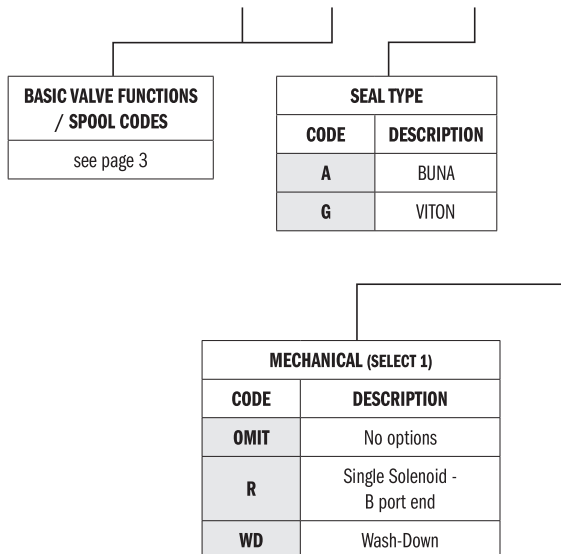 BASIC VALVE FUNCTIONS
/ SPOOL CODES
see page 3
SEAL TYPE
CODE DESCRIPTION
A BUNA
G VITON
MECHANICAL (SELECT 1)
CODE DESCRIPTION
OMIT No options
R Single Solenoid -
B port end
WD Wash-Down